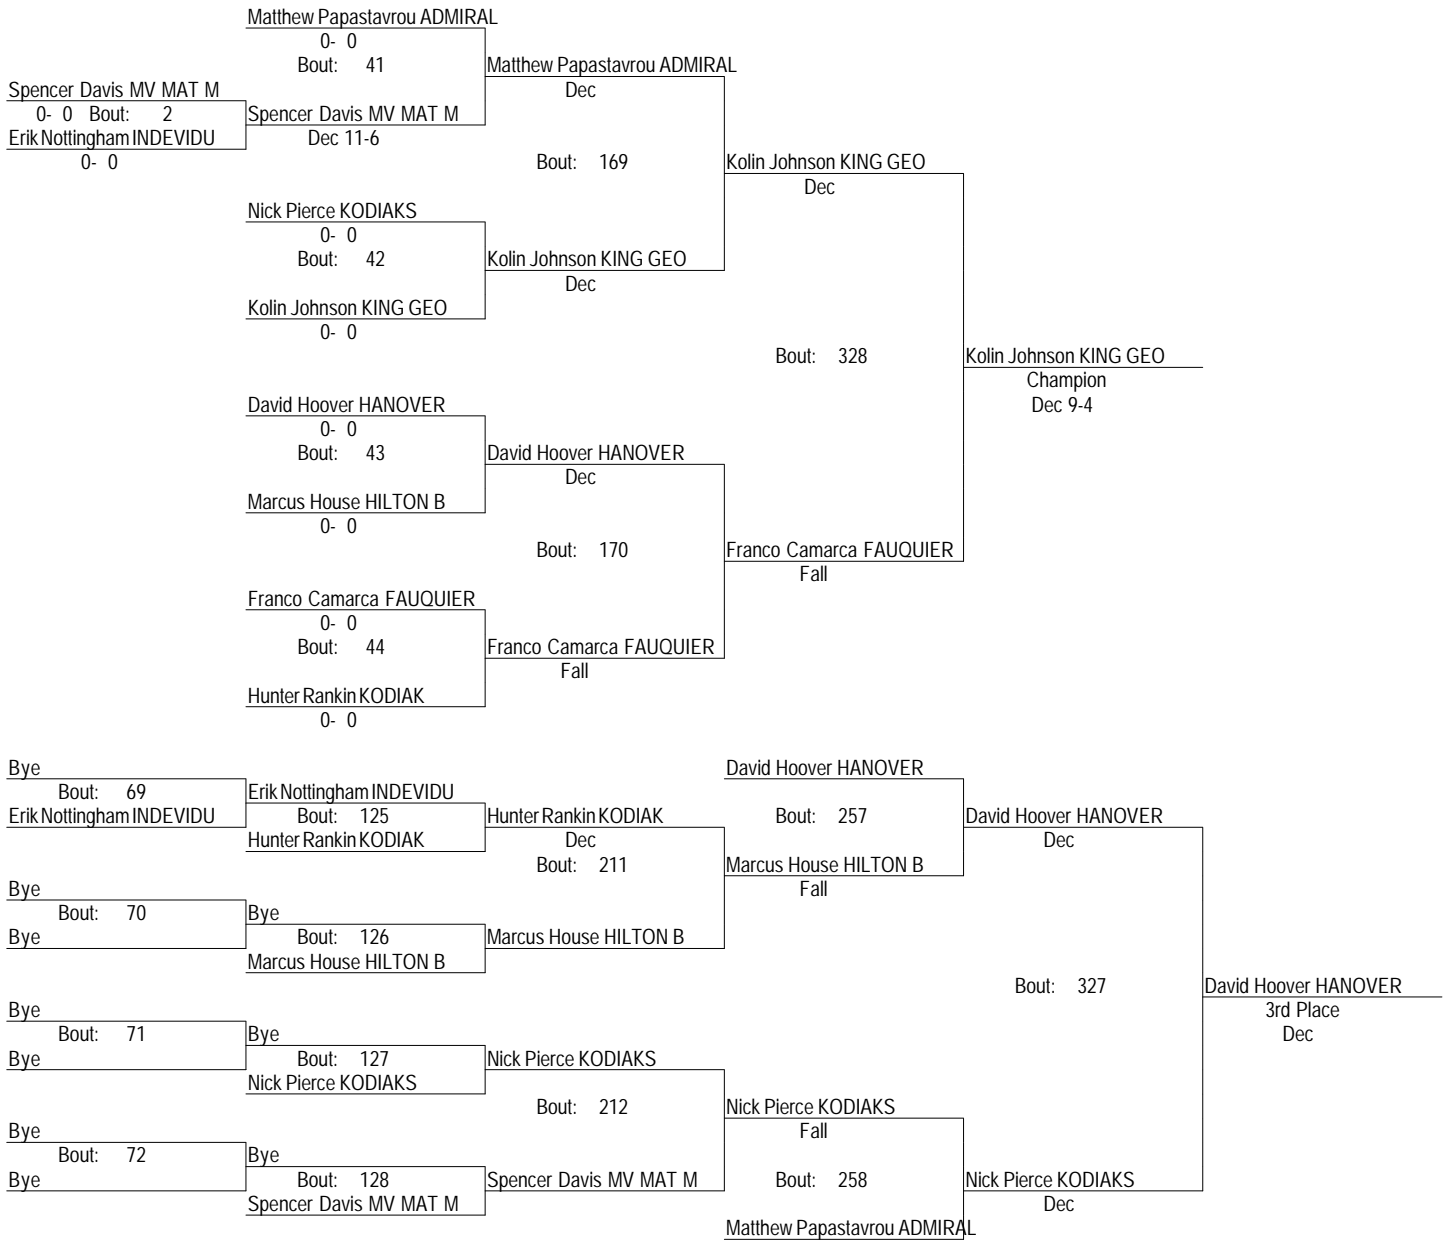 Matthew Papastavrou ADMIRAL
0- 0
Bout: 41
Matthew Papastavrou ADMIRAL
Dec
Spencer Davis MV MAT M
0- 0 Bout: 2
Spencer Davis MV MAT M
Dec 11-6
Erik Nottingham INDEVIDU
0- 0
Bout: 169
Kolin Johnson KING GEO
Dec
Nick Pierce KODIAKS
0- 0
Bout: 42
Kolin Johnson KING GEO
Dec
Kolin Johnson KING GEO
0- 0
Bout: 328
Kolin Johnson KING GEO
Champion
Dec 9-4
David Hoover HANOVER
0- 0
Bout: 43
David Hoover HANOVER
Dec
Marcus House HILTON B
0- 0
Bout: 170
Franco Camarca FAUQUIER
Fall
Franco Camarca FAUQUIER
0- 0
Bout: 44
Franco Camarca FAUQUIER
Fall
Hunter Rankin KODIAK
0- 0
Bye
Bout: 69
Erik Nottingham INDEVIDU
Erik Nottingham INDEVIDU
Bout: 125
Hunter Rankin KODIAK
Hunter Rankin KODIAK
Dec
Bout: 211
David Hoover HANOVER
Bout: 257
David Hoover HANOVER
Dec
Marcus House HILTON B
Fall
Bye
Bout: 70
Bye
Bye
Bout: 126
Marcus House HILTON B
Marcus House HILTON B
Bout: 327
David Hoover HANOVER
3rd Place
Dec
Bye
Bout: 71
Bye
Bye
Bout: 127
Nick Pierce KODIAKS
Nick Pierce KODIAKS
Bout: 212
Nick Pierce KODIAKS
Fall
Bye
Bout: 72
Bye
Bye
Bout: 128
Spencer Davis MV MAT M
Spencer Davis MV MAT M
Bout: 258
Nick Pierce KODIAKS
Dec
Matthew Papastavrou ADMIRAL